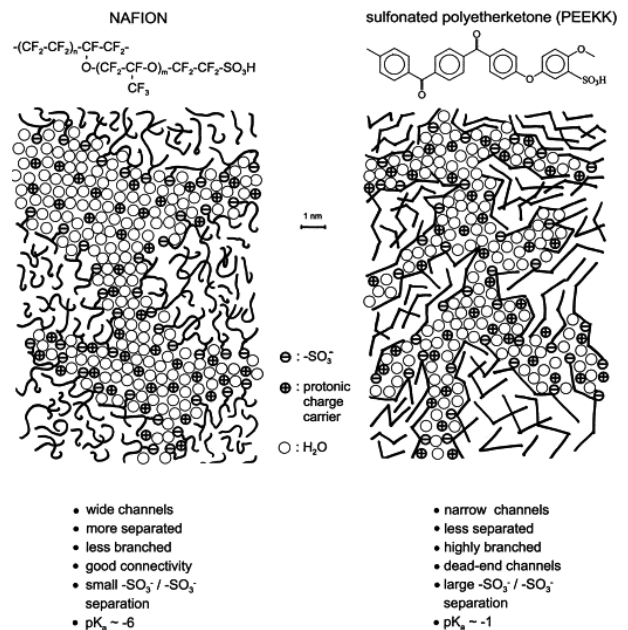 NAFION
-(CF₂-CF₂)ₙ-CF-CF₂-
O-(CF₂-CF-O)ₘ-CF₂-CF₂-SO₃H
CF₃
sulfonated polyetherketone (PEEKK)
O
O
O
O
SO₃H
1 nm
⊖ : -SO₃⁻
⊕ : protonic
charge
carrier
○ : H₂O
• wide channels
• more separated
• less branched
• good connectivity
• small -SO₃⁻ / -SO₃⁻
separation
• pKₐ ~ -6
• narrow channels
• less separated
• highly branched
• dead-end channels
• large -SO₃⁻ / -SO₃⁻
separation
• pKₐ ~ -1